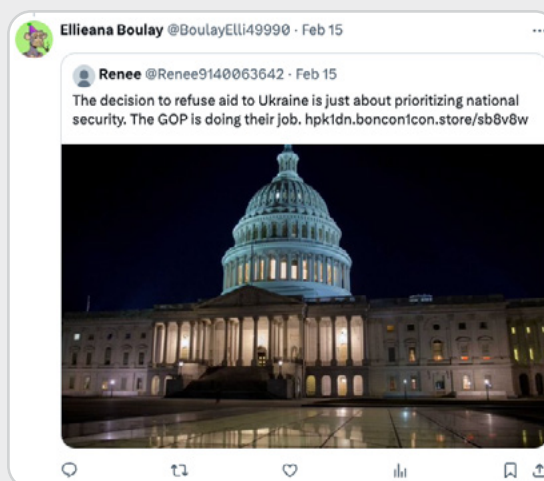 Ellieana Boulay @BoulayElli49990 · Feb 15
Renee @Renee9140063642 · Feb 15
The decision to refuse aid to Ukraine is just about prioritizing national
security. The GOP is doing their job. hpk1dn.boncon1con.store/sb8v8w